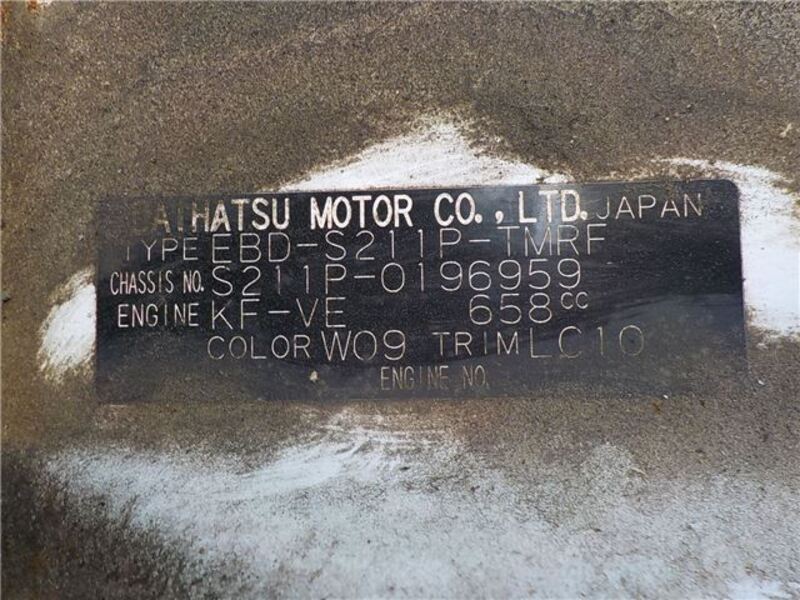 DAIHATSU MOTOR CO., LTD. JAPAN
TYPE EBD-S211P-TMRF
CHASSIS NO. S211P-0196959
ENGINE KF-VE 658cc
COLOR W09 TRIM LC10
ENGINE NO.